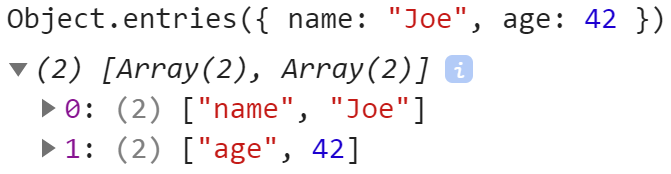 Object.entries({ name: "Joe", age: 42 })
▼ (2) [Array(2), Array(2)] i
▶ 0: (2) ["name", "Joe"]
▶ 1: (2) ["age", 42]